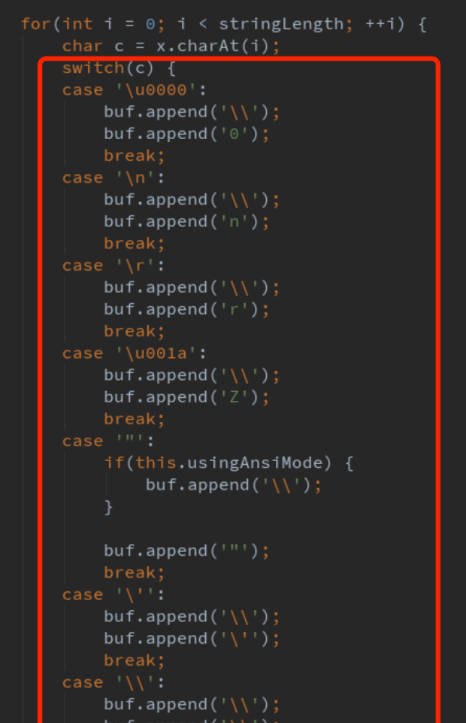 for(int i = 0; i < stringLength; ++i) {
char c = x.charAt(i);
switch(c) {
case '\u0000':
buf.append('\\');
buf.append('0');
break;
case '\n':
buf.append('\\');
buf.append('n');
break;
case '\r':
buf.append('\\');
buf.append('r');
break;
case '\u001a':
buf.append('\\');
buf.append('Z');
break;
case '"':
if(this.usingAnsiMode) {
buf.append('\\');
}
buf.append('"');
break;
case '\'':
buf.append('\\');
buf.append('\'');
break;
case '\\':
buf.append('\\');